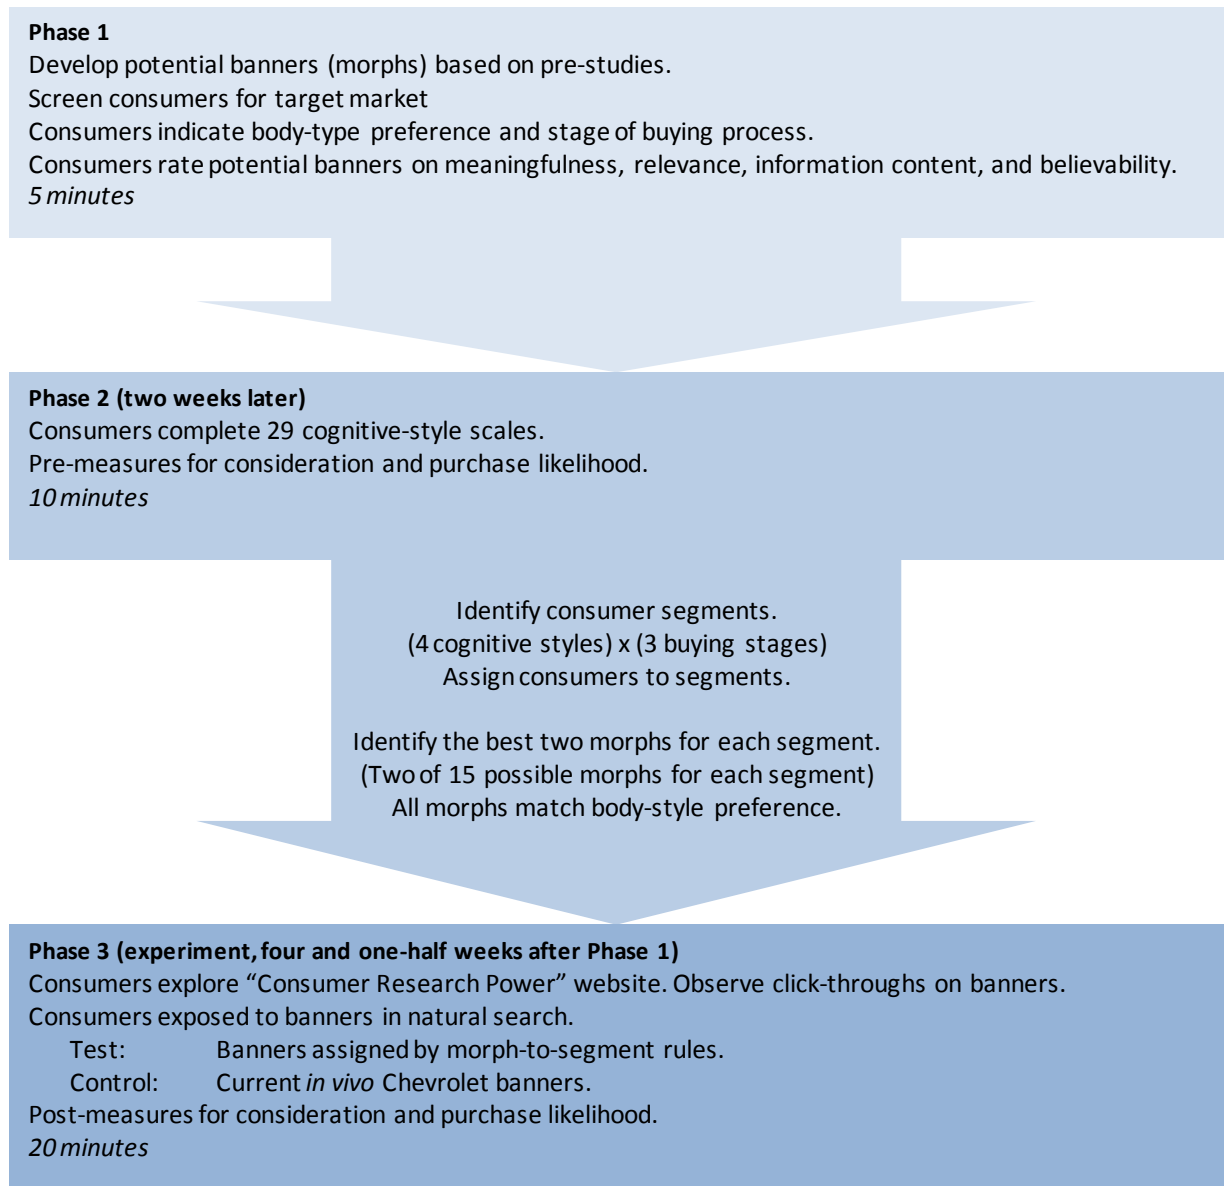 Phase 1
Develop potential banners (morphs) based on pre-studies.
Screen consumers for target market
Consumers indicate body-type preference and stage of buying process.
Consumers rate potential banners on meaningfulness, relevance, information content, and believability.
5 minutes
Phase 2 (two weeks later)
Consumers complete 29 cognitive-style scales.
Pre-measures for consideration and purchase likelihood.
10 minutes
Identify consumer segments.
(4 cognitive styles) x (3 buying stages)
Assign consumers to segments.
Identify the best two morphs for each segment.
(Two of 15 possible morphs for each segment)
All morphs match body-style preference.
Phase 3 (experiment, four and one-half weeks after Phase 1)
Consumers explore “Consumer Research Power” website. Observe click-throughs on banners.
Consumers exposed to banners in natural search.
Test: Banners assigned by morph-to-segment rules.
Control: Current in vivo Chevrolet banners.
Post-measures for consideration and purchase likelihood.
20 minutes